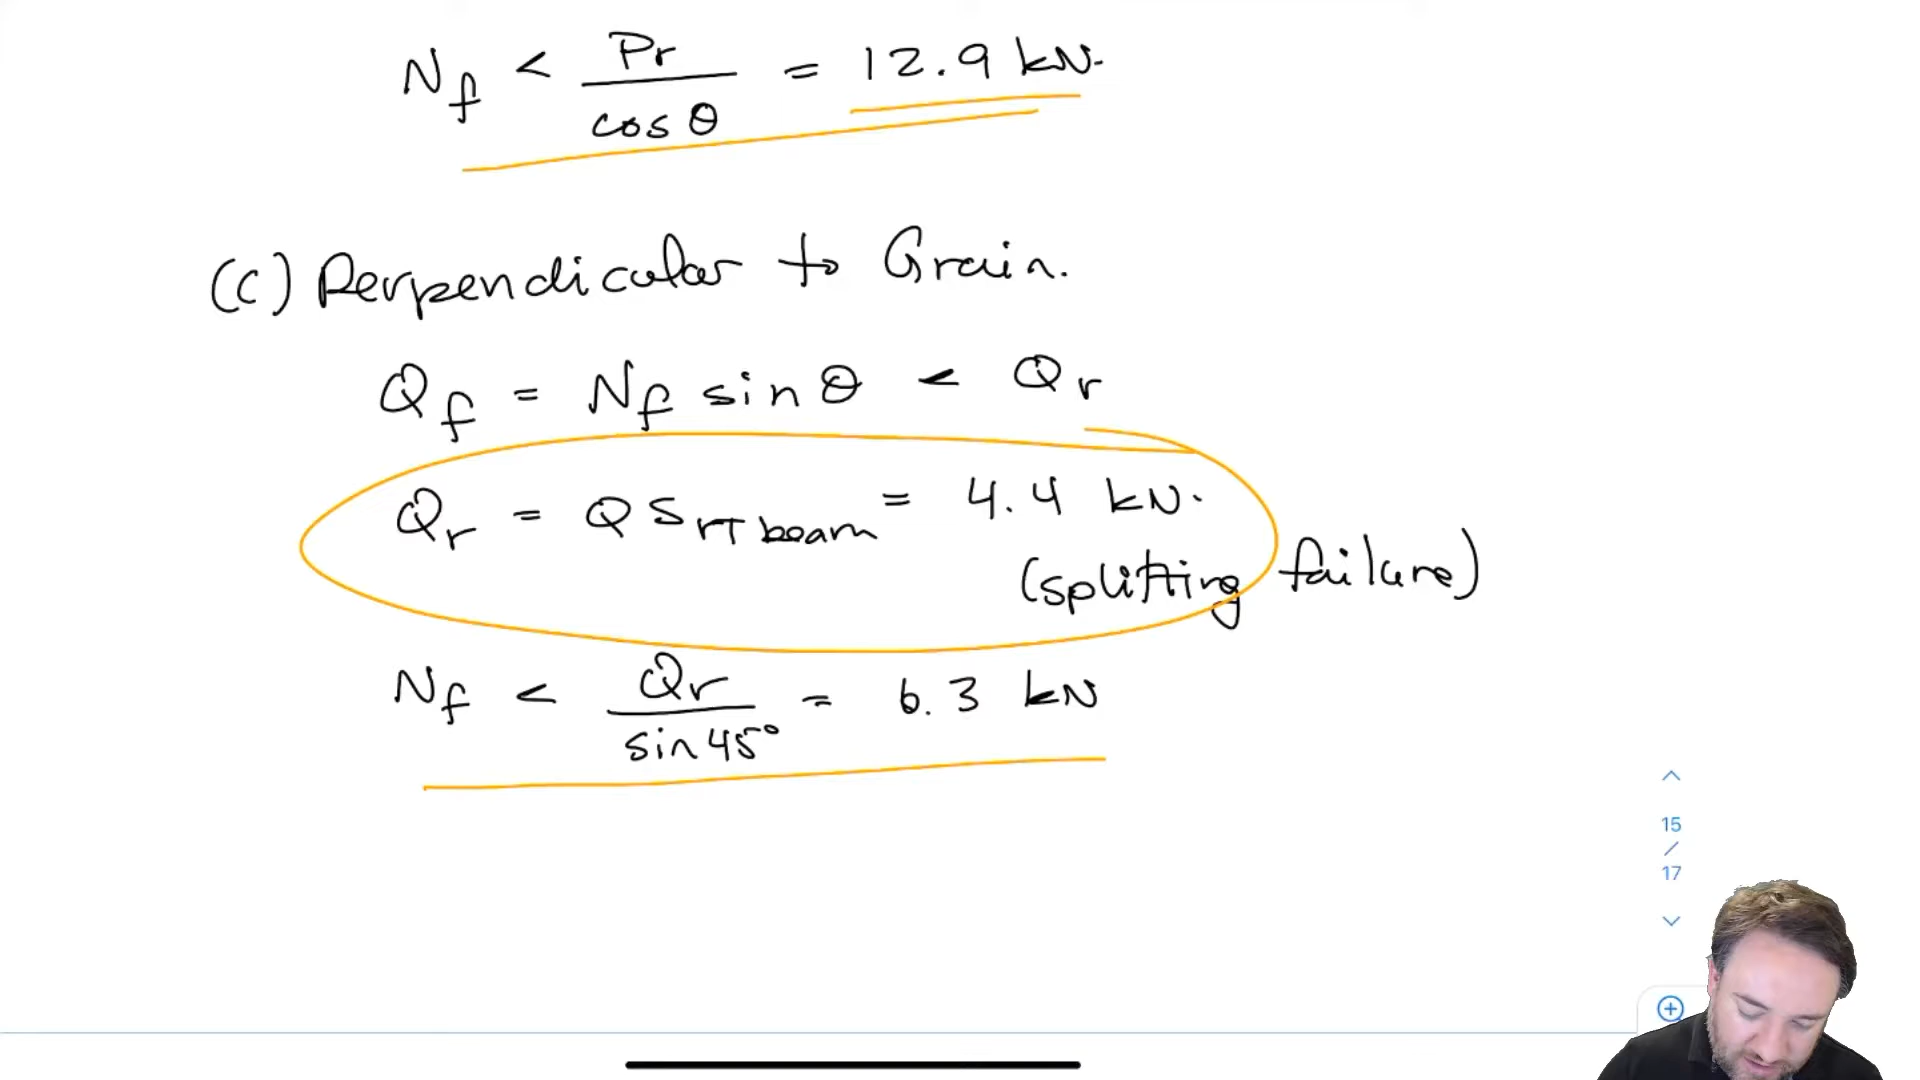 Nf < Pr / cos θ = 12.9 kN.
(C) Perpendicular to Grain.
Qf = Nf sin θ < Qr
Qr = QSrT beam = 4.4 kN.
(splitting failure)
Nf < Qr / sin 45° = 6.3 kN
15
/
17